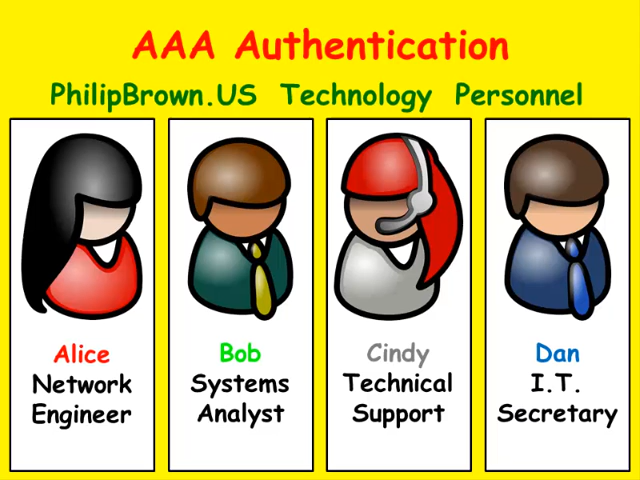 AAA Authentication
PhilipBrown.US Technology Personnel
Alice
Network
Engineer
Bob
Systems
Analyst
Cindy
Technical
Support
Dan
I.T.
Secretary